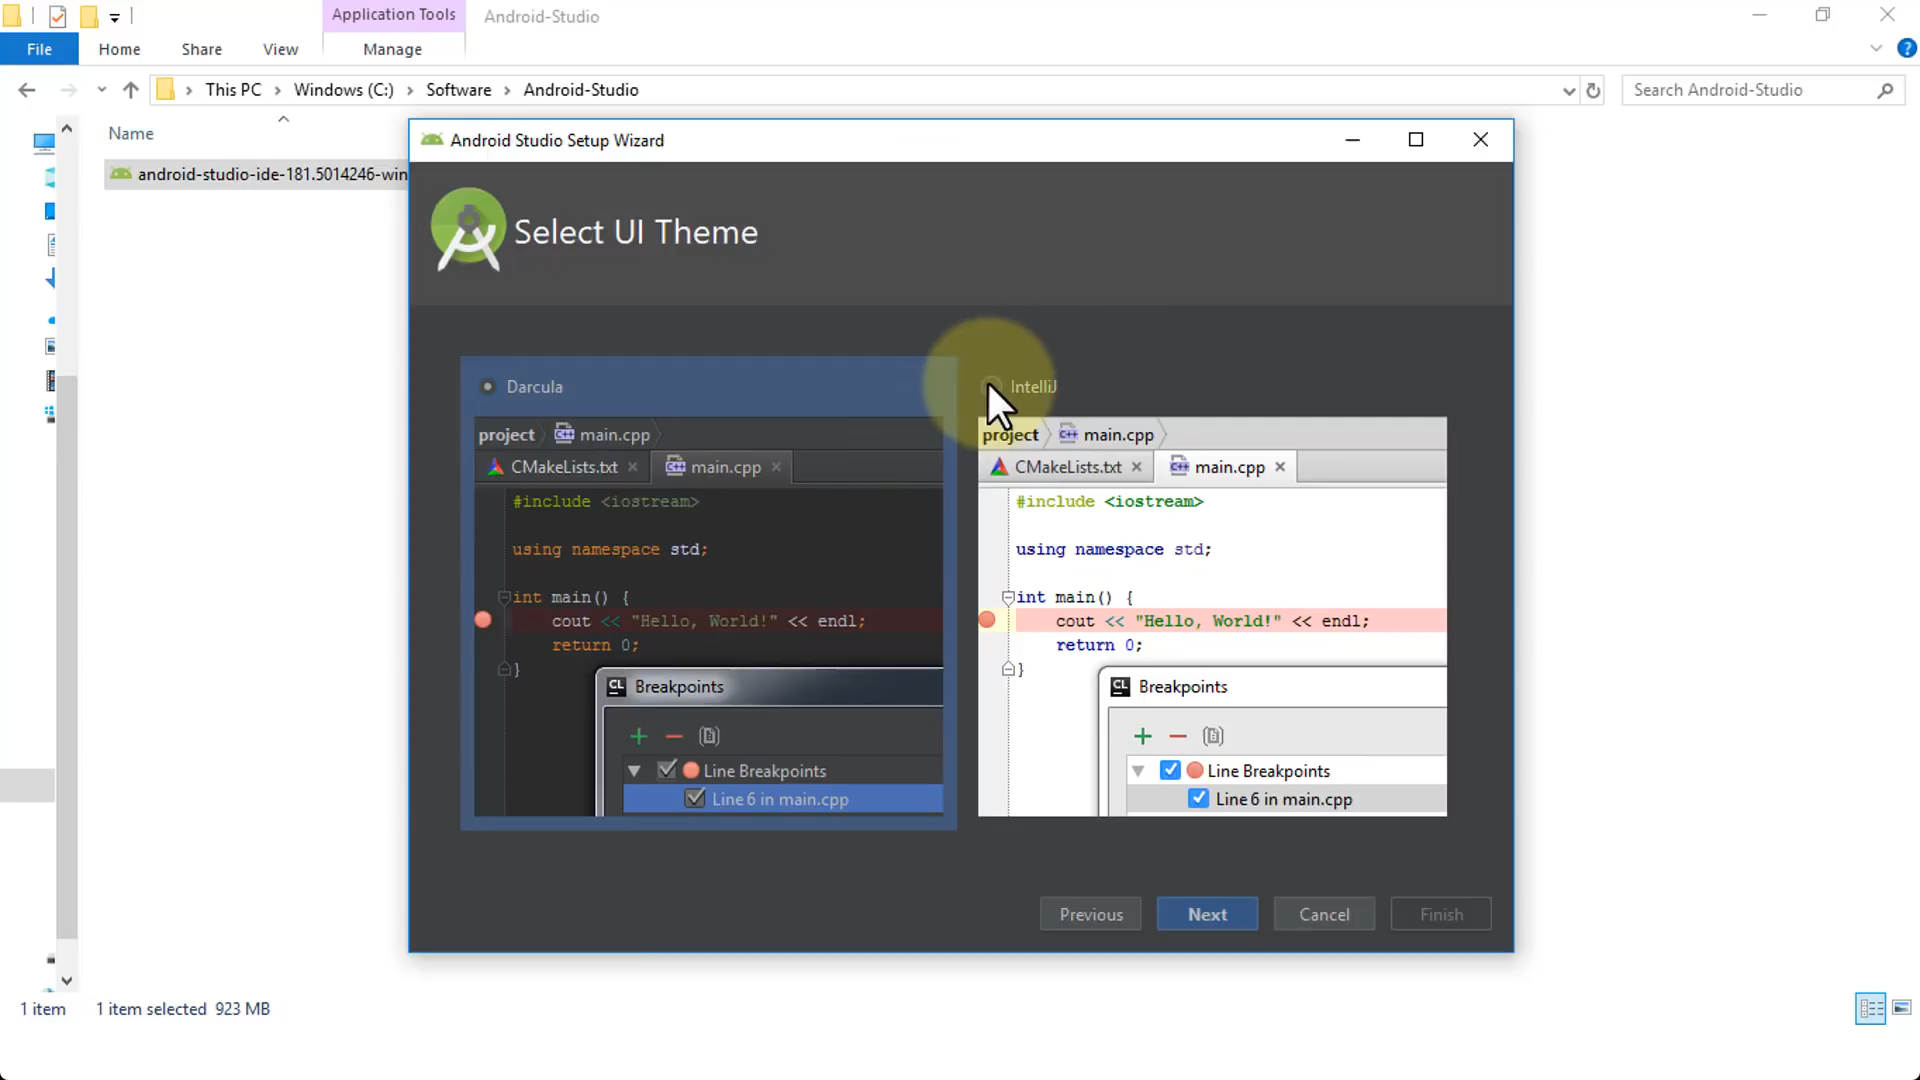 Application Tools
Android-Studio
File
Home
Share
View
Manage
This PC
Windows (C:)
Software
Android-Studio
Search Android-Studio
Name
android-studio-ide-181.5014246-win
Android Studio Setup Wizard
Select UI Theme
Darcula
project
main.cpp
CMakeLists.txt
main.cpp
#include <iostream>
using namespace std;
int main() {
cout << "Hello, World!" << endl;
return 0;
}
CL
Breakpoints
Line Breakpoints
Line 6 in main.cpp
IntelliJ
project
main.cpp
CMakeLists.txt
main.cpp
#include <iostream>
using namespace std;
int main() {
cout << "Hello, World!" << endl;
return 0;
}
CL
Breakpoints
Line Breakpoints
Line 6 in main.cpp
Previous
Next
Cancel
Finish
1 item
1 item selected 923 MB